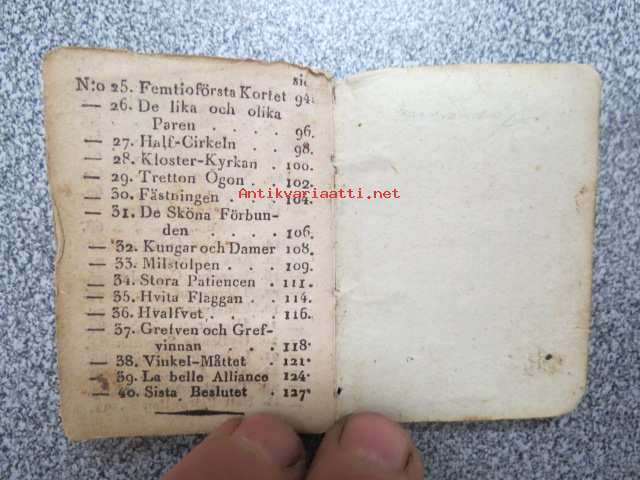 sid.
N:o 25. Femtioförsta Kortet 94.
— 26. De lika och olika
Paren . . . . 96.
— 27. Half-Cirkeln . . 98.
— 28. Kloster-Kyrkan . 100.
— 29. Tretton Ögon . . 102.
— 30. Fästningen . . . 104.
— 31. De Sköna Förbun-
den . . . . 106.
— 32. Kungar och Damer 108.
— 33. Milstolpen . . . 109.
— 34. Stora Patiencen . 111.
— 35. Hvita Flaggan . . 114.
— 36. Hvalfvet . . . . 116.
— 37. Grefven och Gref-
vinnan . . . 118.
— 38. Vinkel-Måttet . 121.
— 39. La belle Alliance 124.
— 40. Sista Beslutet . 127.
Antikvariaatti.net